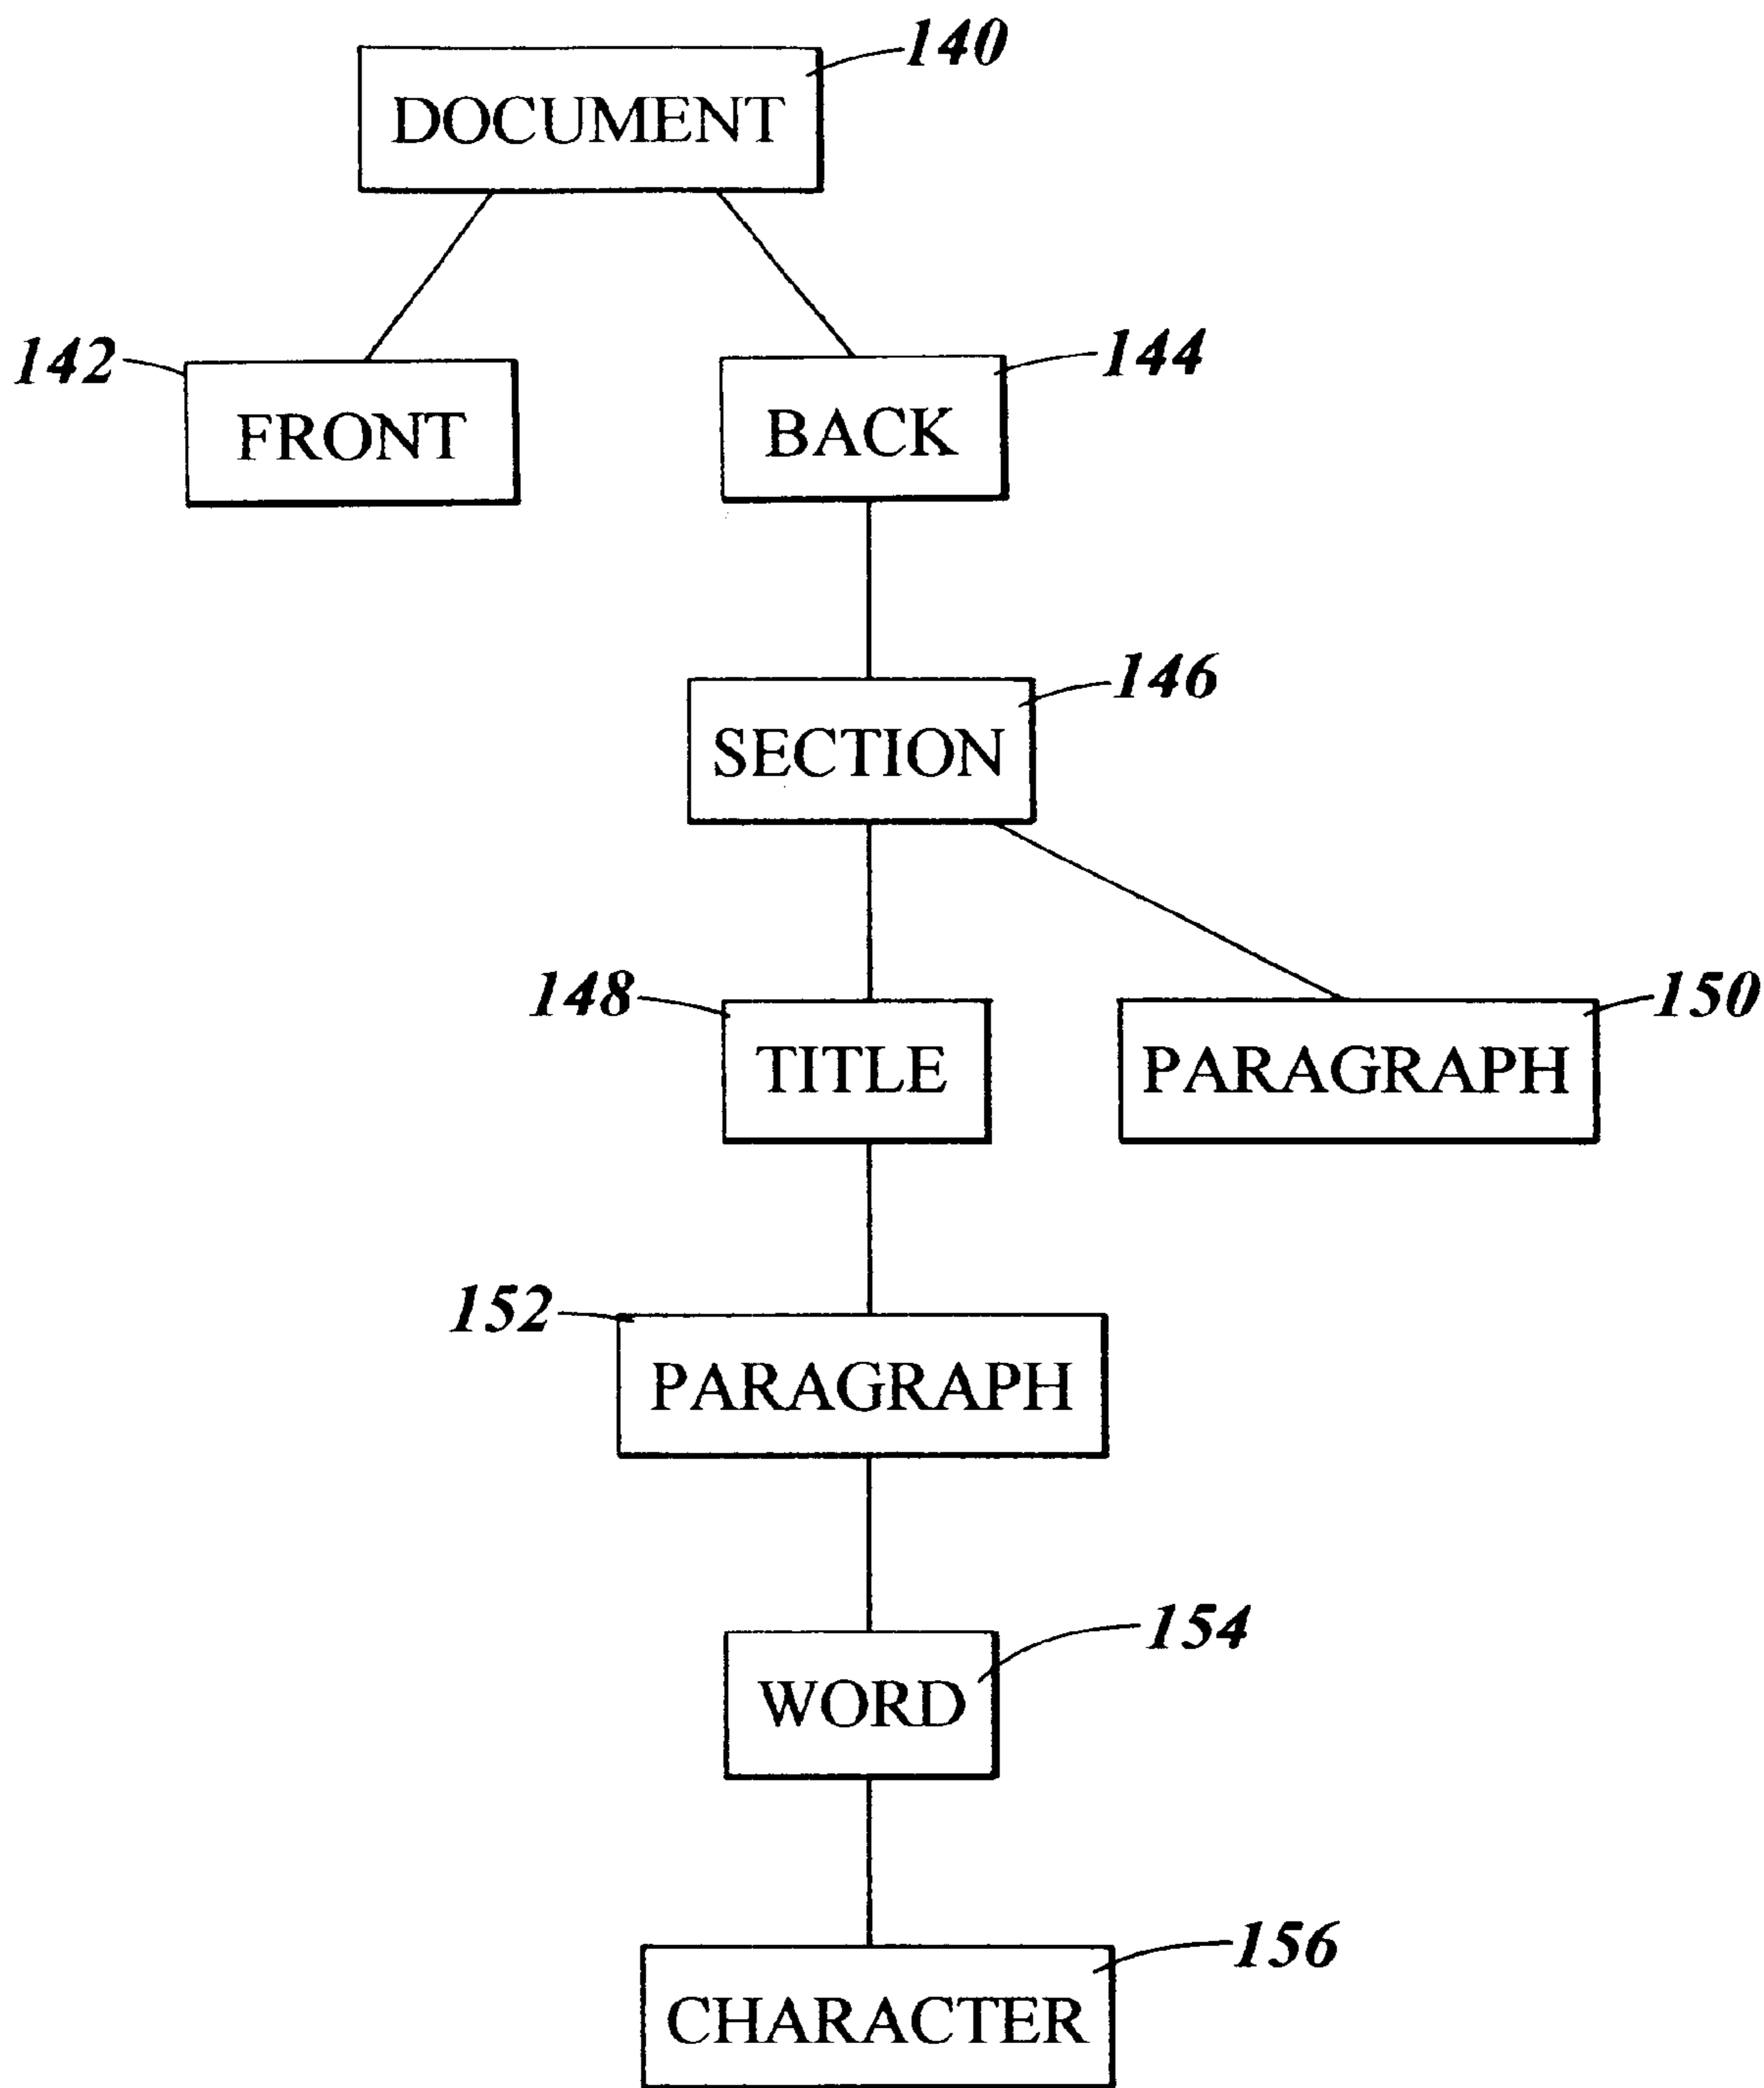 140
DOCUMENT
142
FRONT
144
BACK
146
SECTION
148
TITLE
150
PARAGRAPH
152
PARAGRAPH
154
WORD
156
CHARACTER